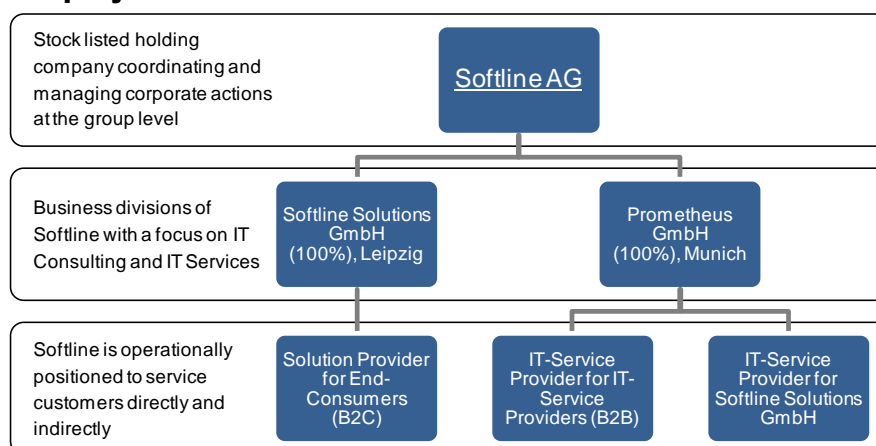 Stock listed holding
company coordinating and
managing corporate actions
at the group level
Softline AG
Business divisions of
Softline with a focus on IT
Consulting and IT Services
Softline Solutions
GmbH
(100%), Leipzig
Prometheus
GmbH
(100%), Munich
Softline is operationally
positioned to service
customers directly and
indirectly
Solution Provider
for End-
Consumers
(B2C)
IT-Service
Provider for IT-
Service
Providers (B2B)
IT-Service
Provider for
Softline Solutions
GmbH